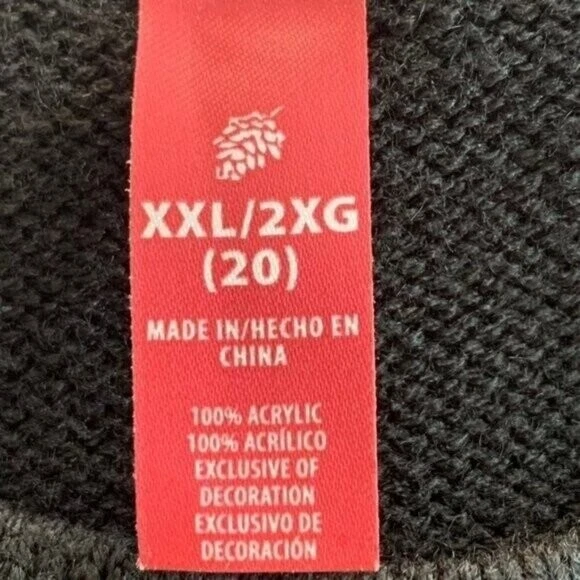 XXL/2XG
(20)
MADE IN/HECHO EN
CHINA
100% ACRYLIC
100% ACRÍLICO
EXCLUSIVE OF
DECORATION
EXCLUSIVO DE
DECORACIÓN